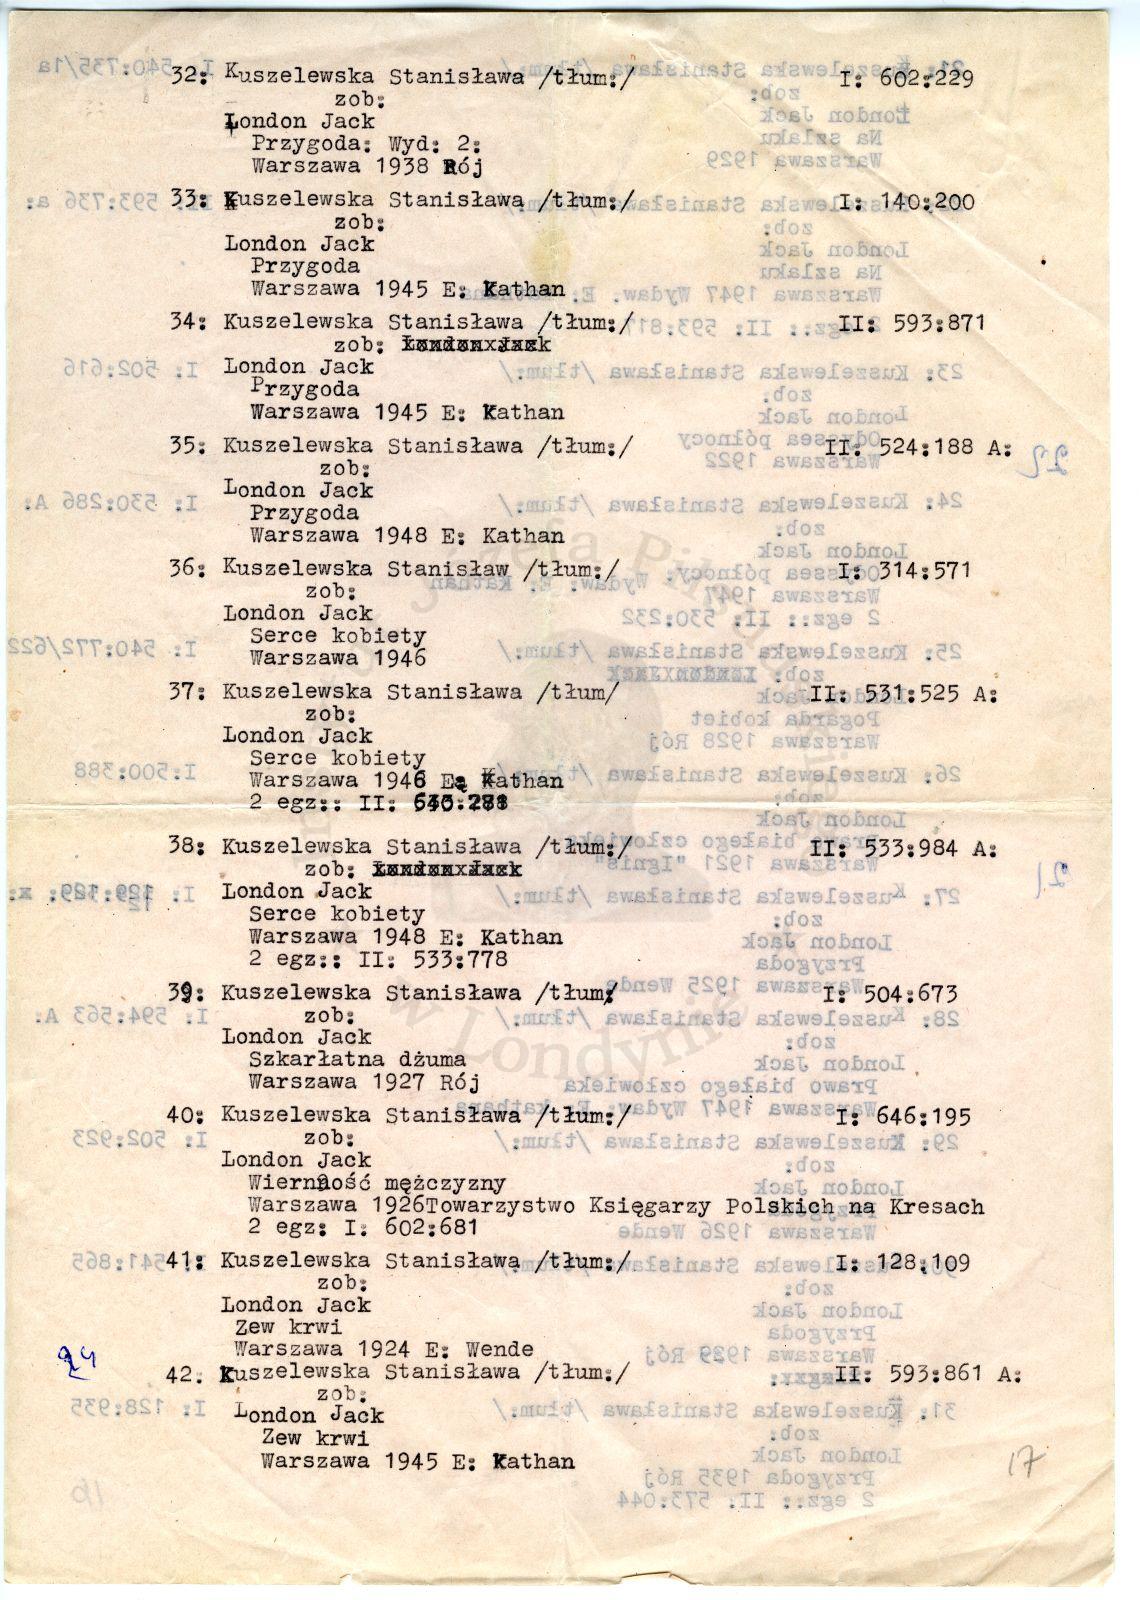 32: Kuszelewska Stanisława /tłum:/ I: 602:229
zob:
London Jack
Przygoda: Wyd: 2:
Warszawa 1938 Rój
33: Kuszelewska Stanisława /tłum:/ I: 140:200
zob:
London Jack
Przygoda
Warszawa 1945 E: Kathan
34: Kuszelewska Stanisława /tłum:/ II: 593:871
zob:
London Jack
Przygoda
Warszawa 1945 E: Kathan
35: Kuszelewska Stanisława /tłum:/ II: 524:188 A:
zob:
London Jack
Przygoda
Warszawa 1948 E: Kathan
36: Kuszelewska Stanisław /tłum:/ I: 314:571
zob:
London Jack
Serce kobiety
Warszawa 1946
37: Kuszelewska Stanisława /tłum/ II: 531:525 A:
zob:
London Jack
Serce kobiety
Warszawa 1946 E: Kathan
2 egz:: II:
38: Kuszelewska Stanisława /tłum:/ II: 533:984 A:
zob:
London Jack
Serce kobiety
Warszawa 1948 E: Kathan
2 egz:: II: 533:778
39: Kuszelewska Stanisława /tłum/ I: 504:673
zob:
London Jack
Szkarłatna dżuma
Warszawa 1927 Rój
40: Kuszelewska Stanisława /tłum:/ I: 646:195
zob:
London Jack
Wierność mężczyzny
Warszawa 1926Towarzystwo Księgarzy Polskich na Kresach
2 egz: I: 602:681
41: Kuszelewska Stanisława /tłum:/ I: 128:109
zob:
London Jack
Zew krwi
Warszawa 1924 E: Wende
42: Kuszelewska Stanisława /tłum:/ II: 593:861 A:
zob:
London Jack
Zew krwi
Warszawa 1945 E: Kathan
17